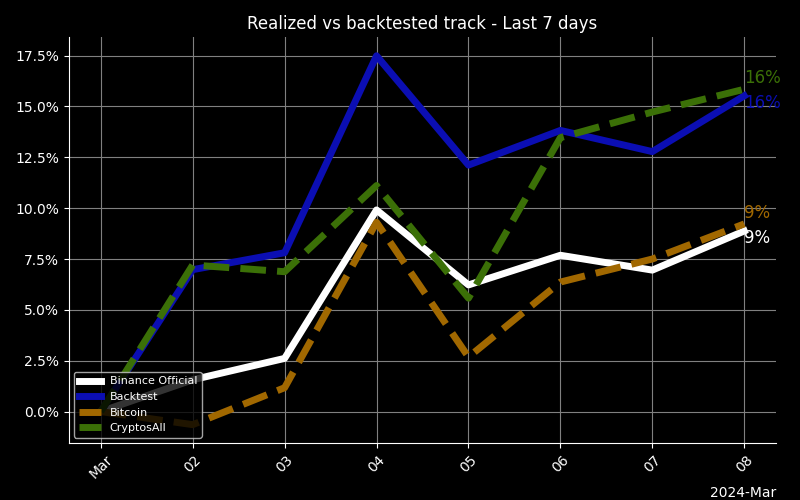 Realized vs backtested track - Last 7 days
17.5%
15.0%
12.5%
10.0%
7.5%
5.0%
2.5%
0.0%
16%
16%
9%
9%
Binance Official
Backtest
Bitcoin
CryptosAll
Mar
02
03
04
05
06
07
08
2024-Mar